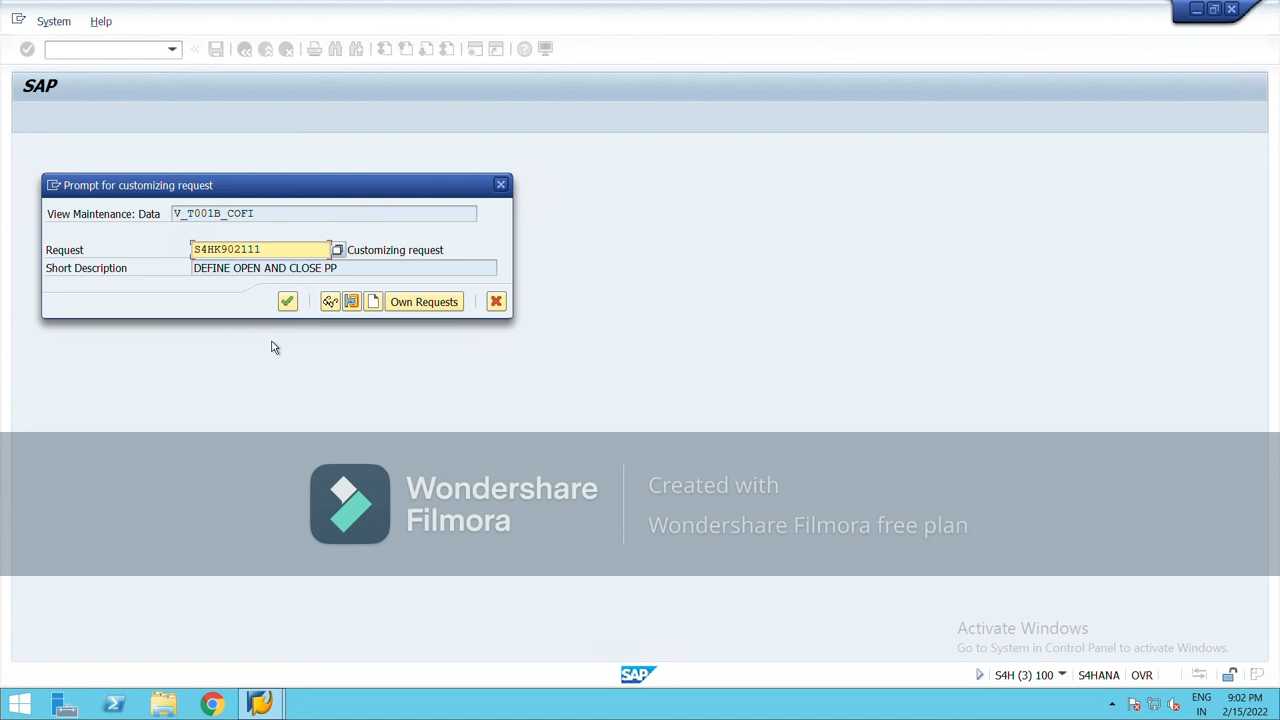 System Help
SAP
Prompt for customizing request
View Maintenance: Data V_T001B_COFI
Request S4HK902111 Customizing request
Short Description DEFINE OPEN AND CLOSE PP
Own Requests
Wondershare Filmora
Created with
Wondershare Filmora free plan
Activate Windows
Go to System in Control Panel to activate Windows.
SAP S4H (3) 100 S4HANA OVR
ENG 9:02 PM
IN 2/15/2022